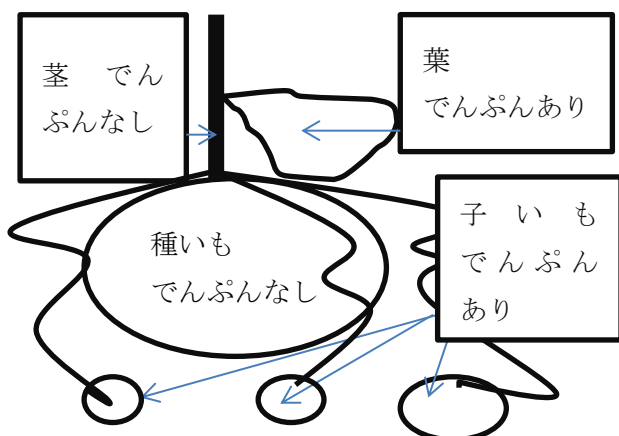 茎　でん
ぷんなし
葉
でんぷんあり
種いも
でんぷんなし
子いも
でんぷん
あり